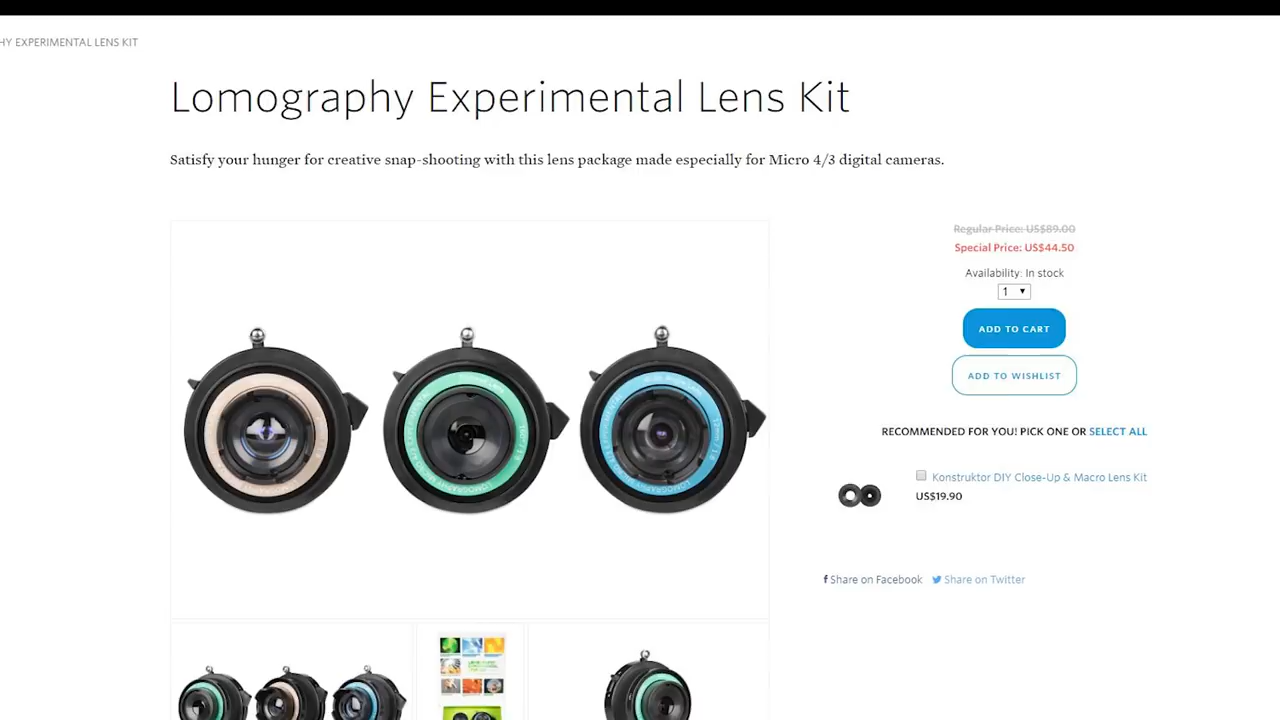 HY EXPERIMENTAL LENS KIT
Lomography Experimental Lens Kit
Satisfy your hunger for creative snap-shooting with this lens package made especially for Micro 4/3 digital cameras.
Regular Price: US$89.00
Special Price: US$44.50
Availability: In stock
1
ADD TO CART
ADD TO WISHLIST
RECOMMENDED FOR YOU! PICK ONE OR SELECT ALL
Konstruktor DIY Close-Up & Macro Lens Kit
US$19.90
Share on Facebook
Share on Twitter